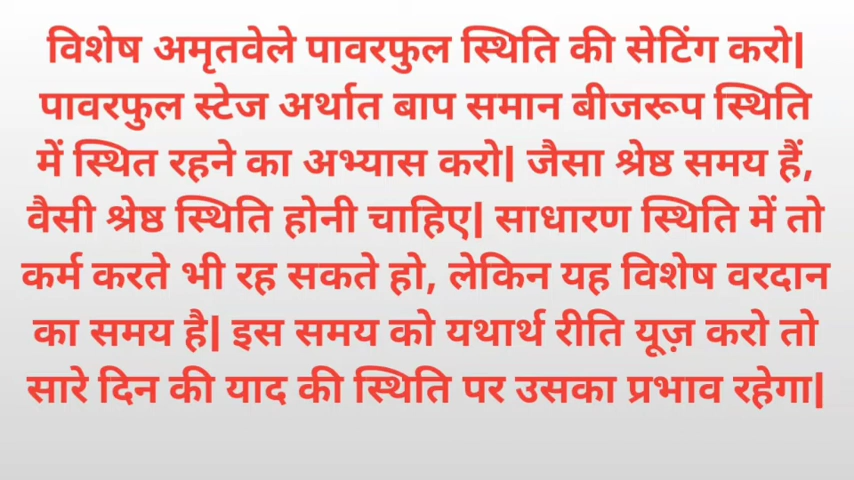 विशेष अमृतवेले पावरफुल स्थिति की सेटिंग करो|
पावरफुल स्टेज अर्थात बाप समान बीजरूप स्थिति
में स्थित रहने का अभ्यास करो| जैसा श्रेष्ठ समय हैं,
वैसी श्रेष्ठ स्थिति होनी चाहिए| साधारण स्थिति में तो
कर्म करते भी रह सकते हो, लेकिन यह विशेष वरदान
का समय है| इस समय को यथार्थ रीति यूज़ करो तो
सारे दिन की याद की स्थिति पर उसका प्रभाव रहेगा|